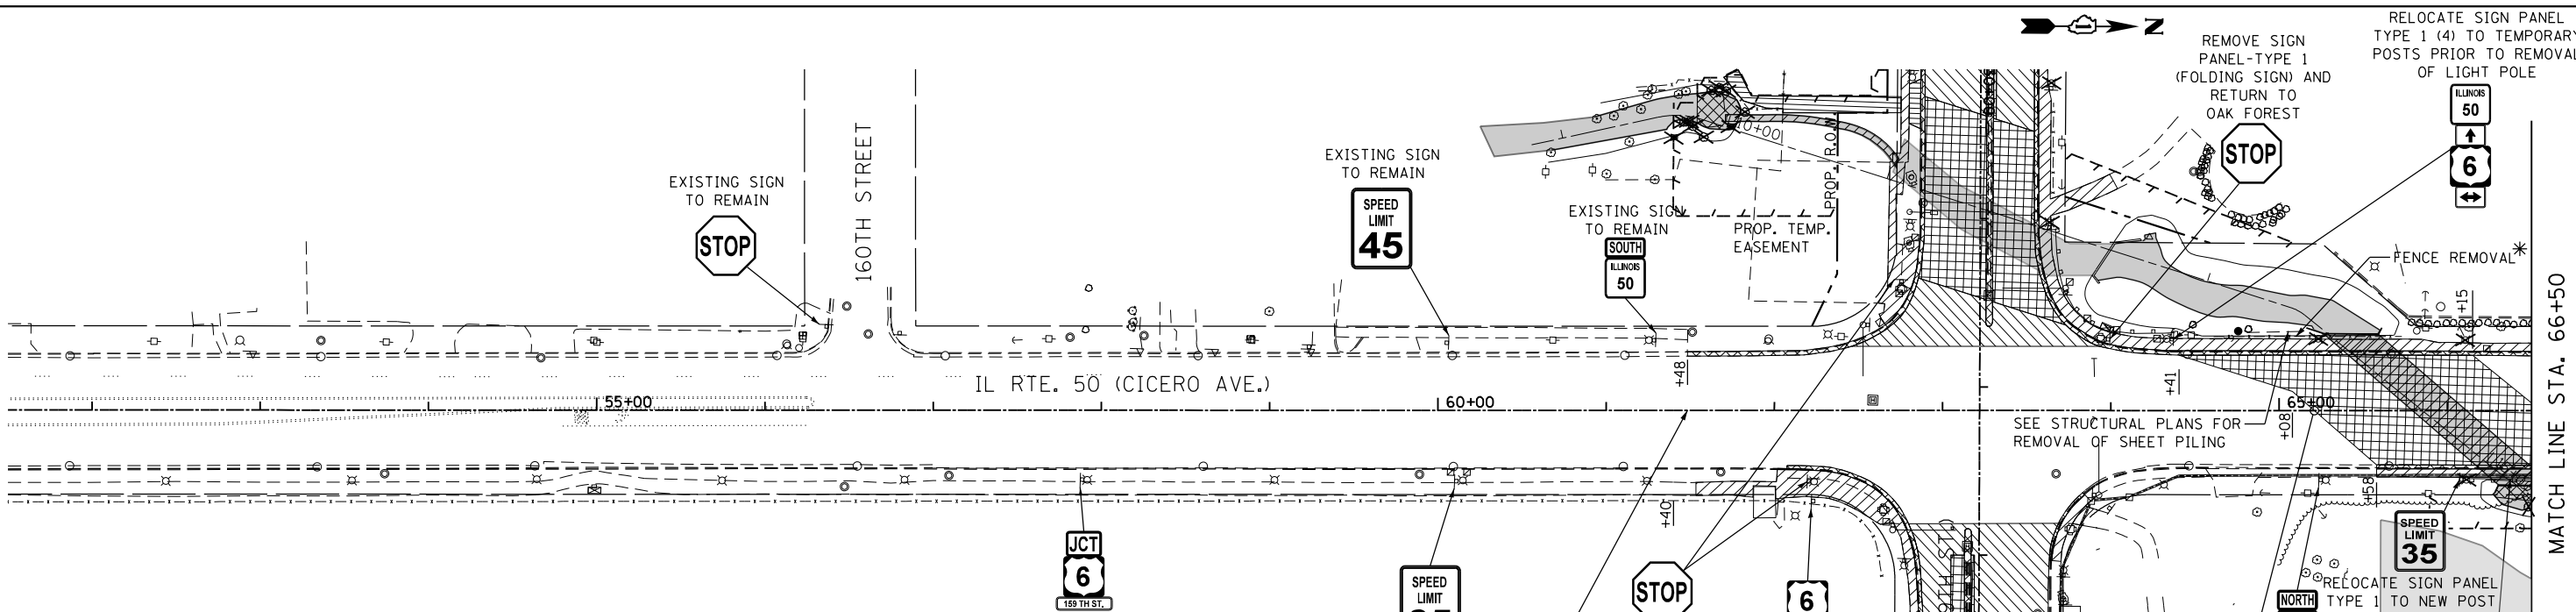 N
RELOCATE SIGN PANEL
TYPE 1 (4) TO TEMPORARY
POSTS PRIOR TO REMOVAL
OF LIGHT POLE
ILLINOIS
50
6
REMOVE SIGN
PANEL-TYPE 1
(FOLDING SIGN) AND
RETURN TO
OAK FOREST
STOP
EXISTING SIGN
TO REMAIN
STOP
160TH STREET
EXISTING SIGN
TO REMAIN
SPEED
LIMIT
45
EXISTING SIGN
TO REMAIN
SOUTH
ILLINOIS
50
PROP. R.O.W.
PROP. TEMP.
EASEMENT
FENCE REMOVAL*
+15
MATCH LINE STA. 66+50
IL RTE. 50 (CICERO AVE.)
55+00
60+00
65+00
+48
+41
+08
SEE STRUCTURAL PLANS FOR
REMOVAL OF SHEET PILING
+40
+58
JCT
6
159 TH ST.
SPEED
LIMIT
STOP
6
SPEED
LIMIT
35
RELOCATE SIGN PANEL
TYPE 1 TO NEW POST
NORTH